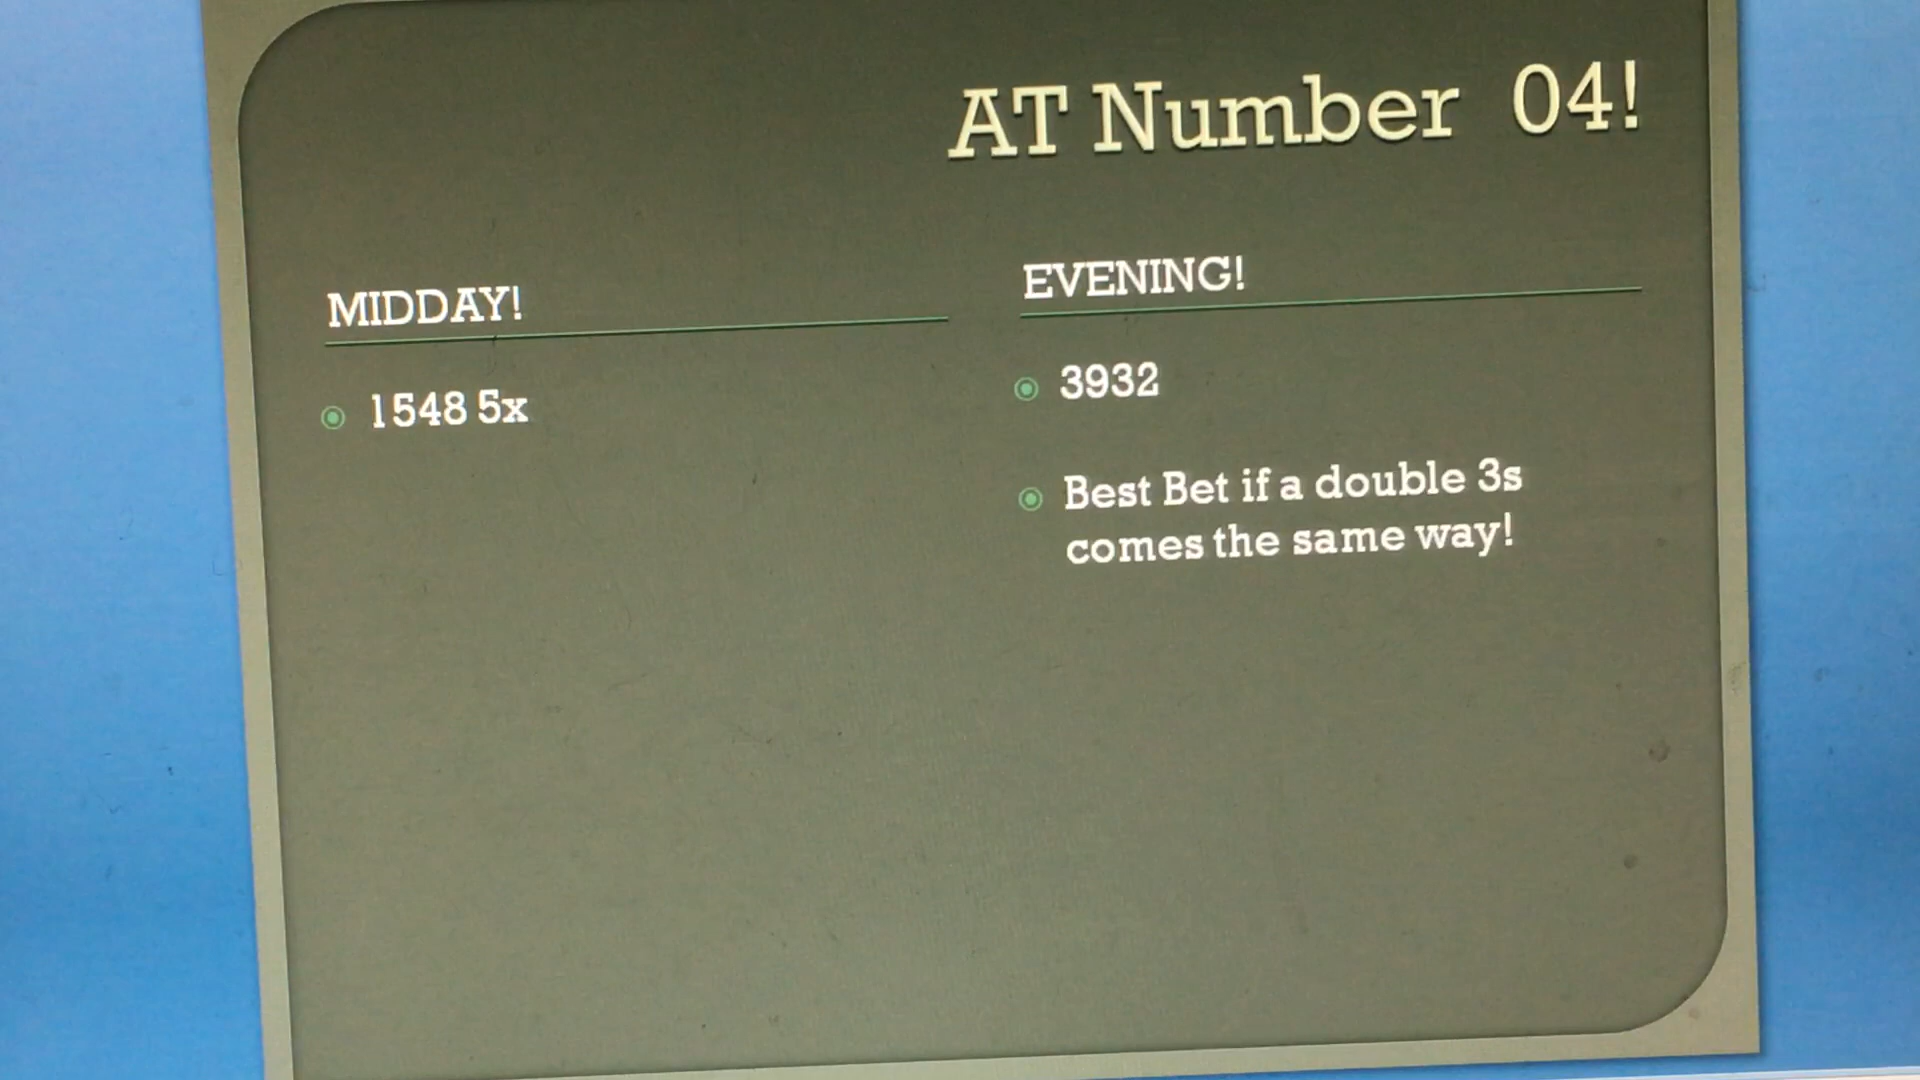 AT Number 04!
MIDDAY!
1548 5x
EVENING!
3932
Best Bet if a double 3s
comes the same way!